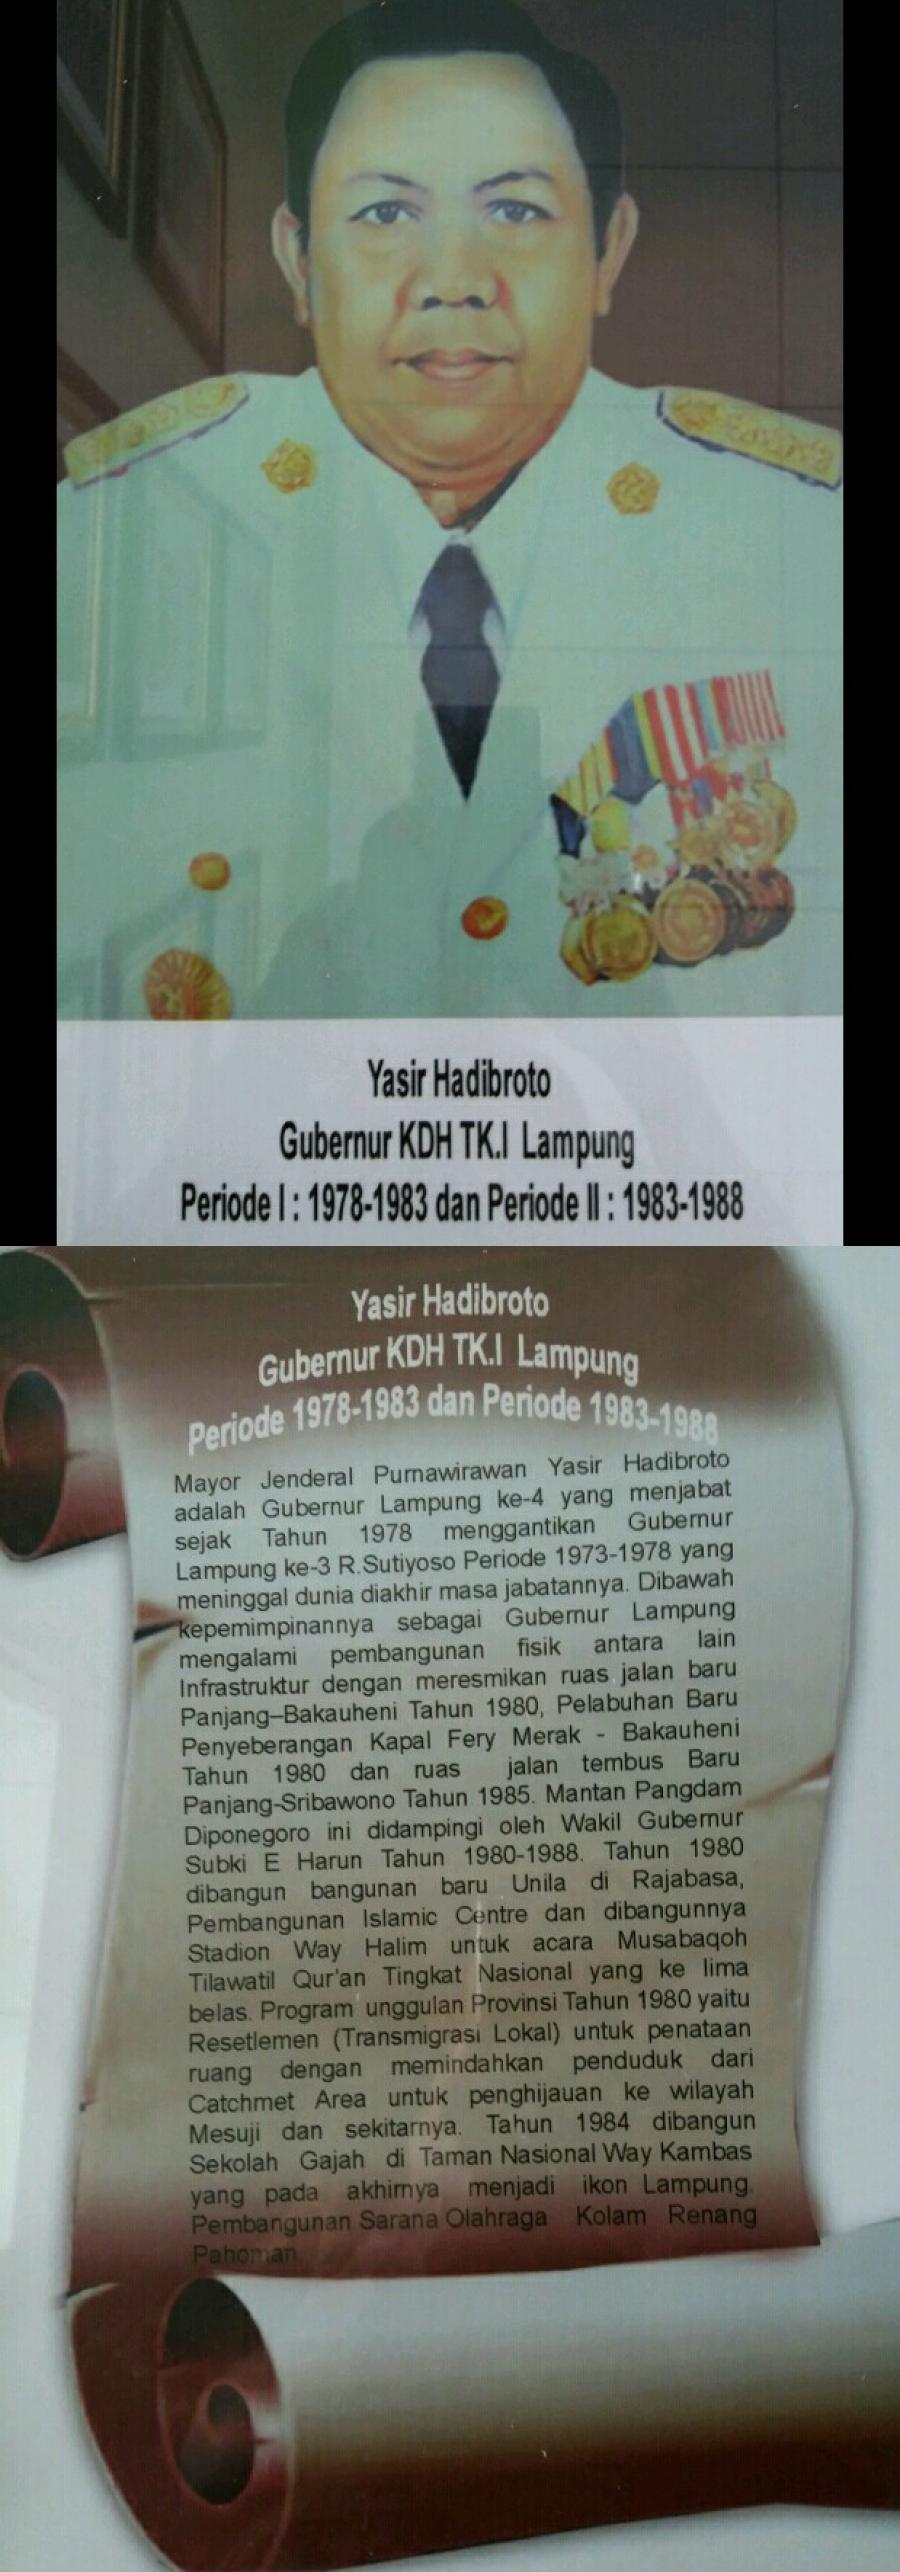 Yasir Hadibroto
Gubernur KDH TK.I Lampung
Periode I : 1978-1983 dan Periode II : 1983-1988
Yasir Hadibroto
Gubernur KDH TK.I Lampung
Periode 1978-1983 dan Periode 1983-1988
Mayor Jenderal Purnawirawan Yasir Hadibroto
adalah Gubernur Lampung ke-4 yang menjabat
sejak Tahun 1978 menggantikan Gubernur
Lampung ke-3 R.Sutiyoso Periode 1973-1978 yang
meninggal dunia diakhir masa jabatannya. Dibawah
kepemimpinannya sebagai Gubernur Lampung
mengalami pembangunan fisik antara lain
Infrastruktur dengan meresmikan ruas jalan baru
Panjang–Bakauheni Tahun 1980, Pelabuhan Baru
Penyeberangan Kapal Fery Merak - Bakauheni
Tahun 1980 dan ruas jalan tembus Baru
Panjang-Sribawono Tahun 1985. Mantan Pangdam
Diponegoro ini didampingi oleh Wakil Gubernur
Subki E Harun Tahun 1980-1988. Tahun 1980
dibangun bangunan baru Unila di Rajabasa,
Pembangunan Islamic Centre dan dibangunnya
Stadion Way Halim untuk acara Musabaqoh
Tilawatil Qur'an Tingkat Nasional yang ke lima
belas. Program unggulan Provinsi Tahun 1980 yaitu
Resetlemen (Transmigrasi Lokal) untuk penataan
ruang dengan memindahkan penduduk dari
Catchmet Area untuk penghijauan ke wilayah
Mesuji dan sekitarnya. Tahun 1984 dibangun
Sekolah Gajah di Taman Nasional Way Kambas
yang pada akhirnya menjadi ikon Lampung.
Pembangunan Sarana Olahraga Kolam Renang
Pahoman